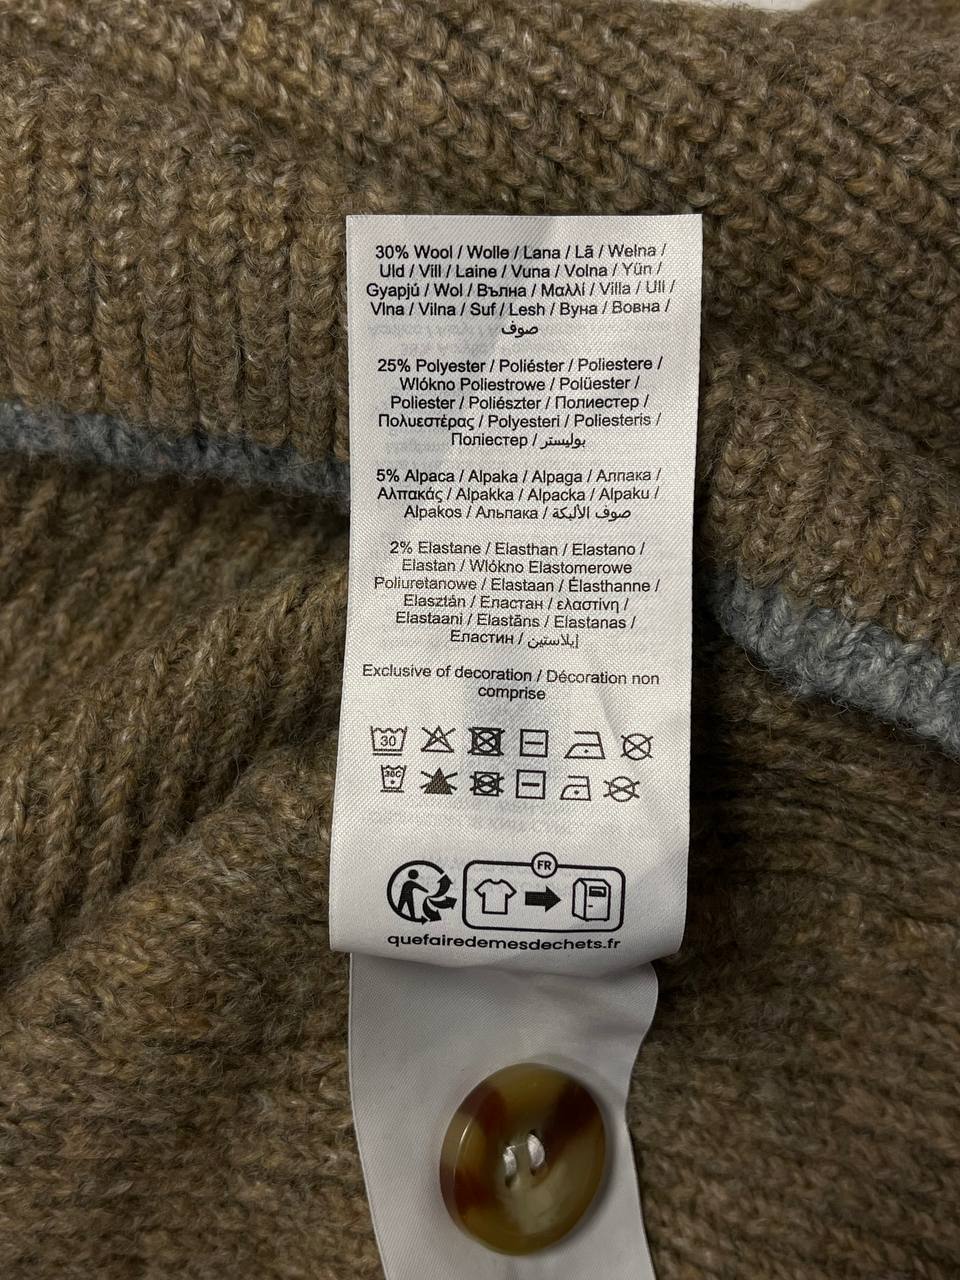 30% Wool / Wolle / Lana / Lã / Wełna /
Uld / Vill / Laine / Vuna / Volna / Yün /
Gyapjú / Wol / Вълна / Μαλλί / Villa / Ull /
Vlna / Vilna / Suf / Lesh / Вуна / Вовна /
صوف
25% Polyester / Poliéster / Poliestere /
Włókno Poliestrowe / Polüester /
Poliester / Poliészter / Полиестер /
Πολυεστέρας / Polyesteri / Poliesteris /
Поліестер / بوليستر
5% Alpaca / Alpaka / Alpaga / Алпака /
Αλπακάς / Alpakka / Alpacka / Alpaku /
Alpakos / Альпака / صوف الألبكة
2% Elastane / Elasthan / Elastano /
Elastan / Włókno Elastomerowe
Poliuretanowe / Elastaan / Élasthanne /
Elasztán / Еластан / ελαστίνη /
Elastaani / Elastāns / Elastanas /
Еластин / إيلاستين
Exclusive of decoration / Décoration non
comprise
30
30C
FR
quefairedemesdechets.fr